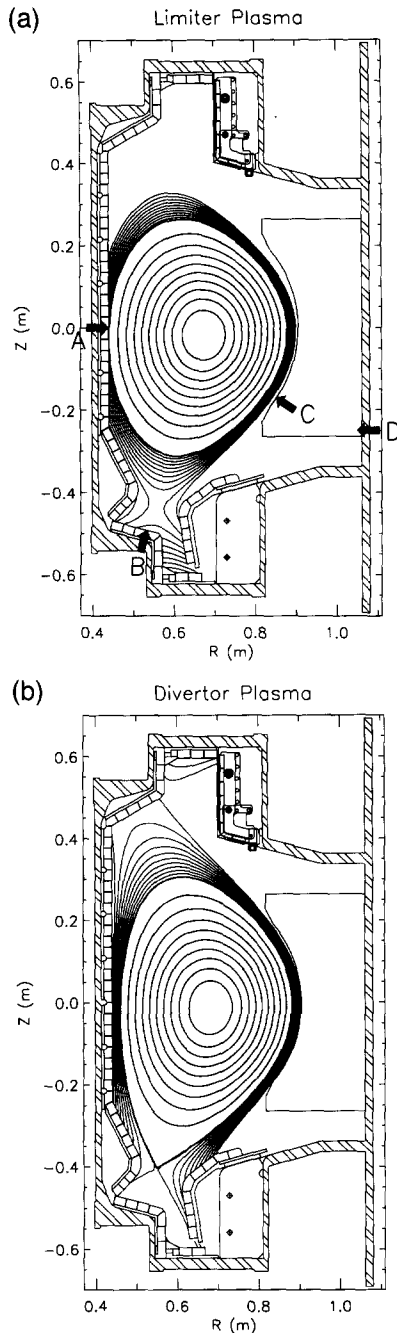 (a)
Limiter Plasma
0.6
0.4
0.2
0.0
-0.2
-0.4
-0.6
Z (m)
A
B
C
D
0.4 0.6 0.8 1.0
R (m)
(b)
Divertor Plasma
0.6
0.4
0.2
0.0
-0.2
-0.4
-0.6
Z (m)
0.4 0.6 0.8 1.0
R (m)